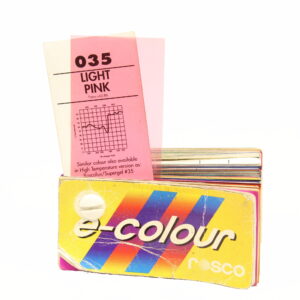 035
LIGHT
PINK
Similar colour also available
in High Temperature version as:
e-colour
rosco